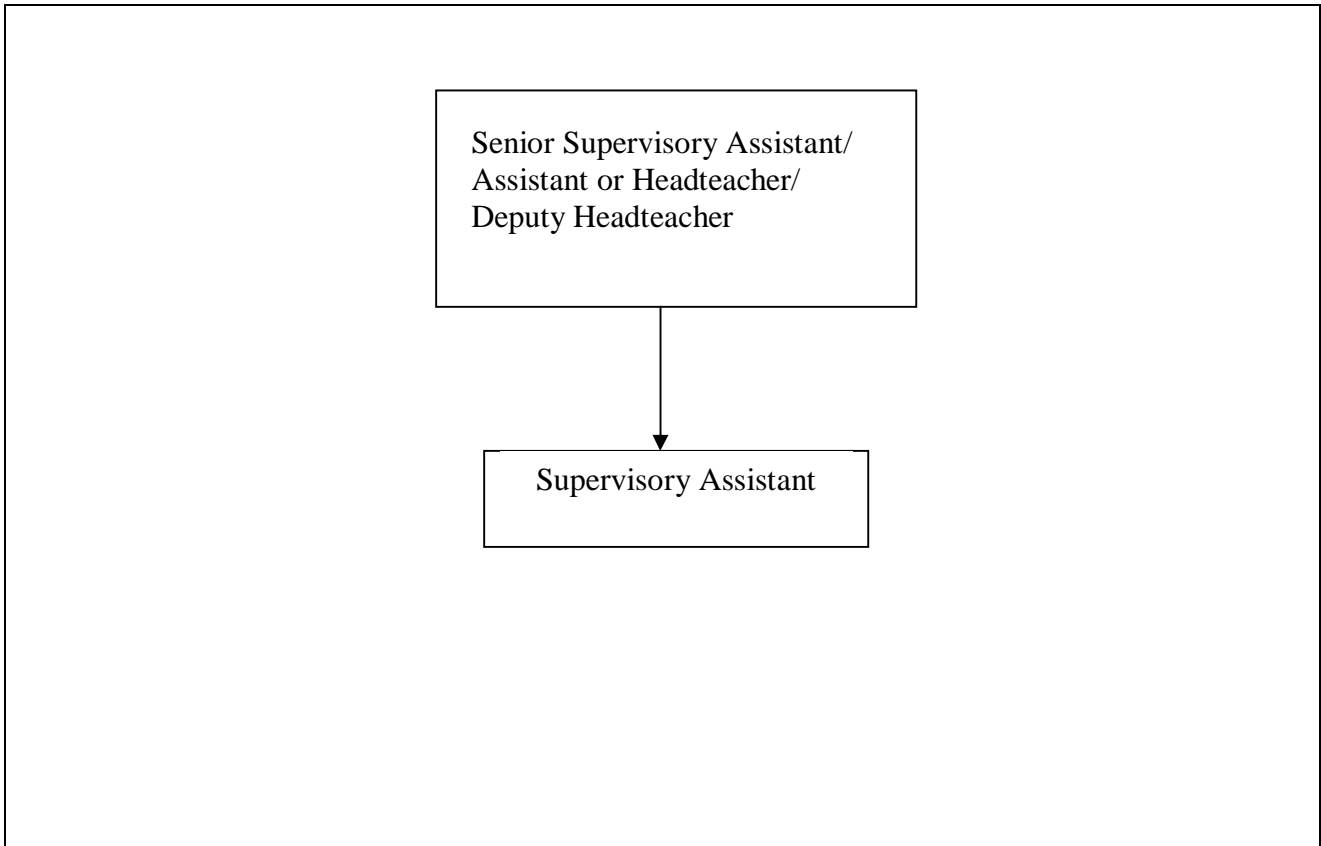 Senior Supervisory Assistant/
Assistant or Headteacher/
Deputy Headteacher
Supervisory Assistant